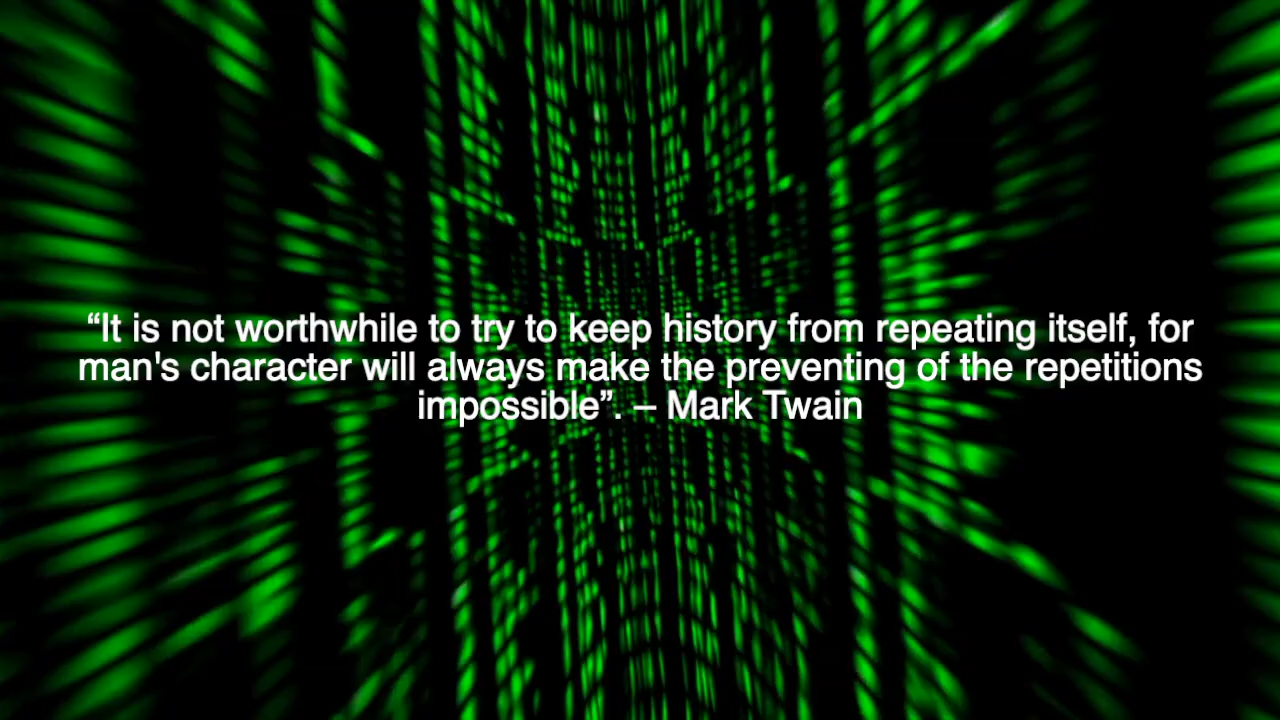 “It is not worthwhile to try to keep history from repeating itself, for
man's character will always make the preventing of the repetitions
impossible”. – Mark Twain